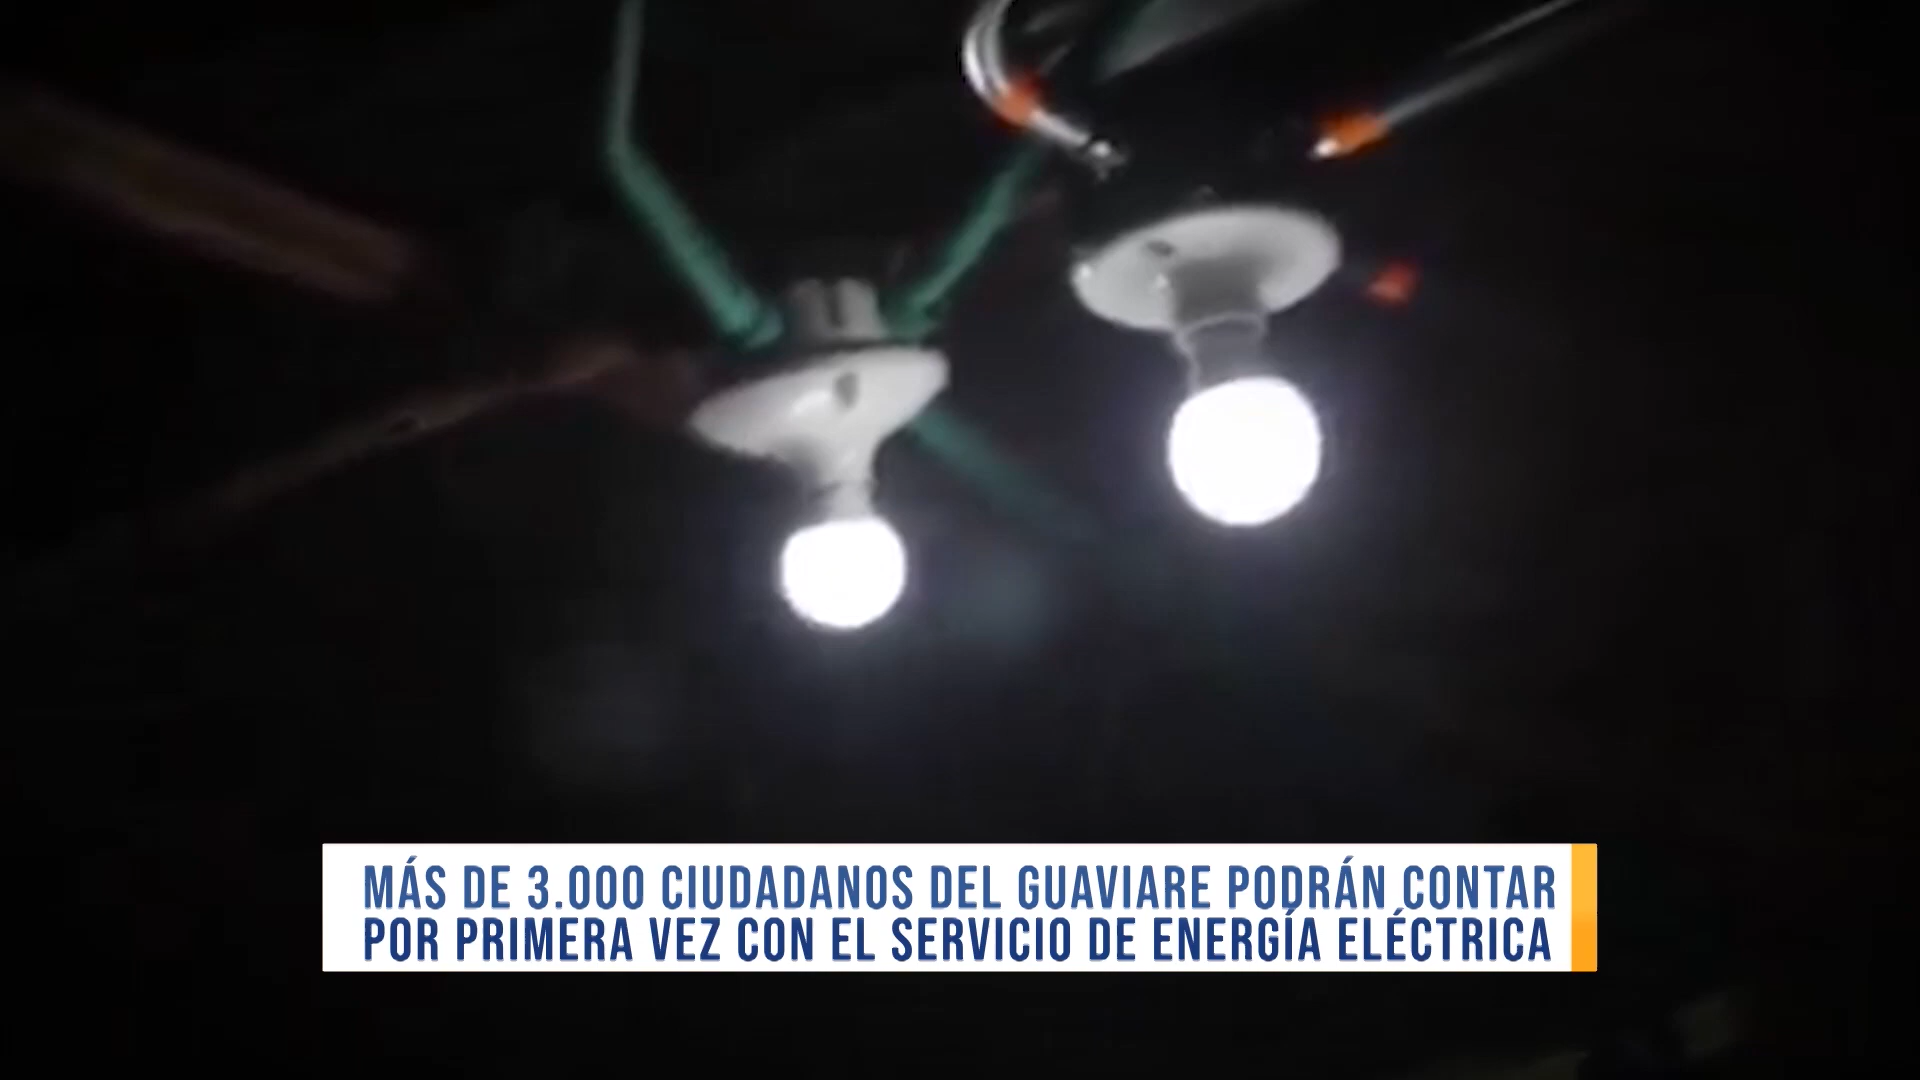 MÁS DE 3.000 CIUDADANOS DEL GUAVIARE PODRÁN CONTAR
POR PRIMERA VEZ CON EL SERVICIO DE ENERGÍA ELÉCTRICA